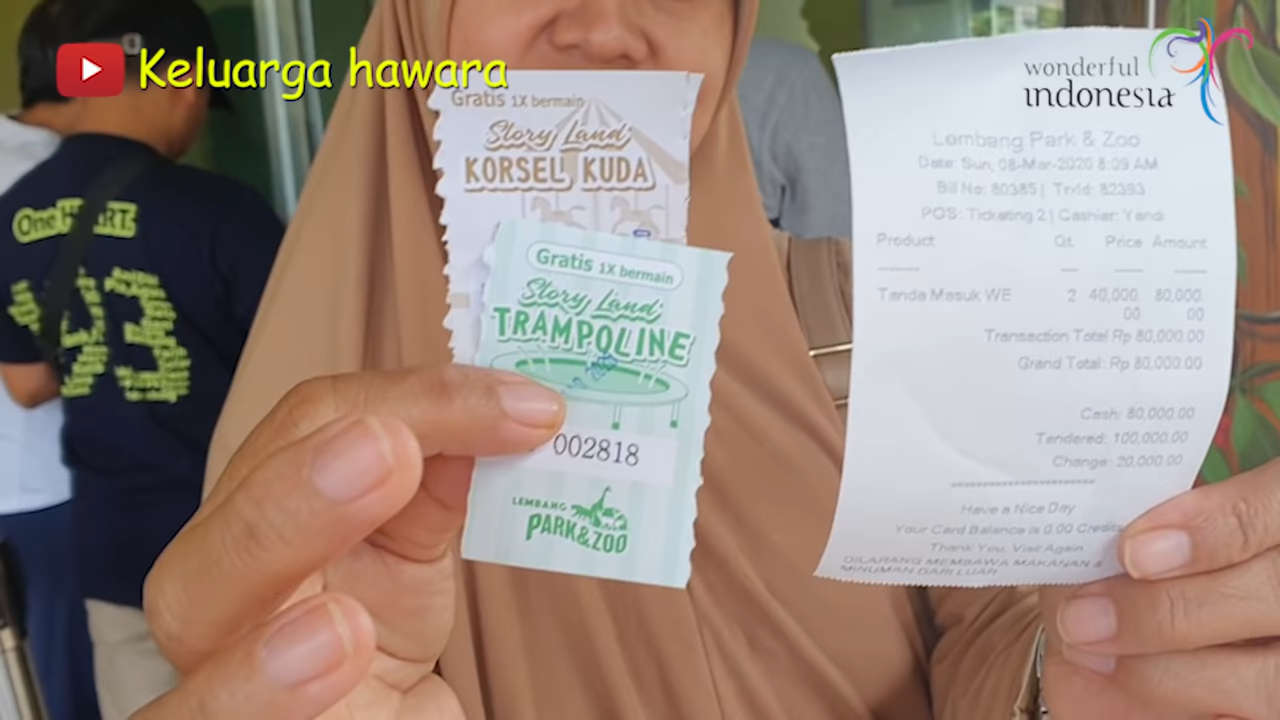 Keluarga hawara
wonderful
indonesia
One HEART.
Gratis 1X bermain
Story Land
KORSEL KUDA
Gratis 1X bermain
Story Land
TRAMPOLINE
002818
LEMBANG
PARK&ZOO
Lembang Park & Zoo
Date: Sun, 08-Mar-2020 8:09 AM
Bill No: 80385 | TrxId: 82393
POS: Ticketing 2 | Cashier: Yandi
Product Qt. Price Amount
Tanda Masuk WE 2 40,000. 80,000.
00 00
Transaction Total Rp 80,000.00
Grand Total: Rp 80,000.00
Cash: 80,000.00
Tendered: 100,000.00
Change: 20,000.00
Have a Nice Day
Your Card Balance is 0.00 Credits
Thank You, Visit Again
DILARANG MEMBAWA MAKANAN &
MINUMAN DARI LUAR